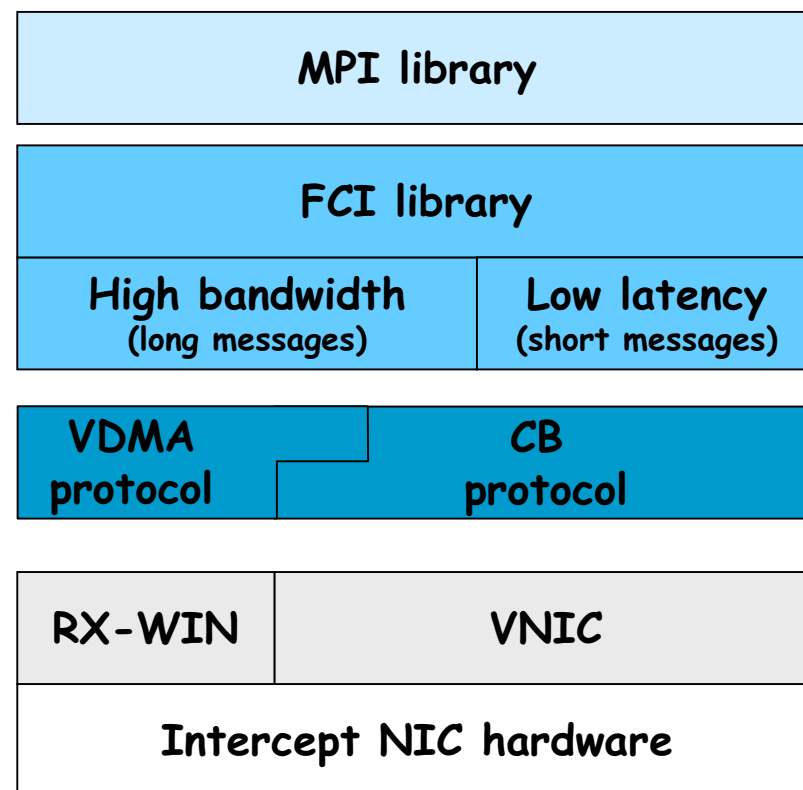 MPI library
FCI library
High bandwidth
(long messages)
Low latency
(short messages)
VDMA
protocol
CB
protocol
RX-WIN
VNIC
Intercept NIC hardware